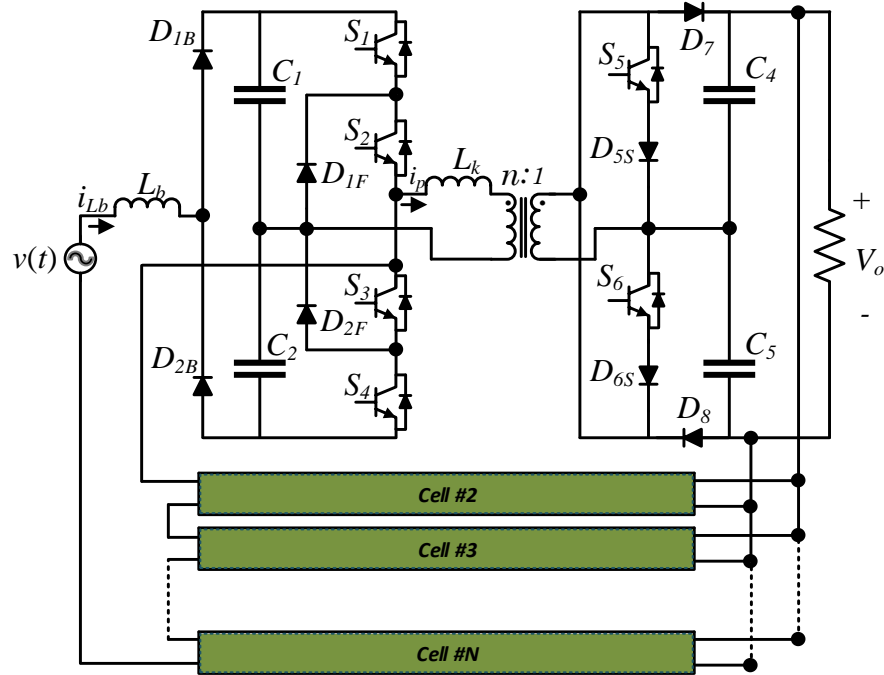 D1B
C1
S1
S2
D1F
iLb
Lb
ip
Lk
n:1
v(t)
S3
D2F
D2B
C2
S4
S5
D7
C4
D5S
S6
D6S
D8
C5
+
Vo
-
Cell #2
Cell #3
Cell #N